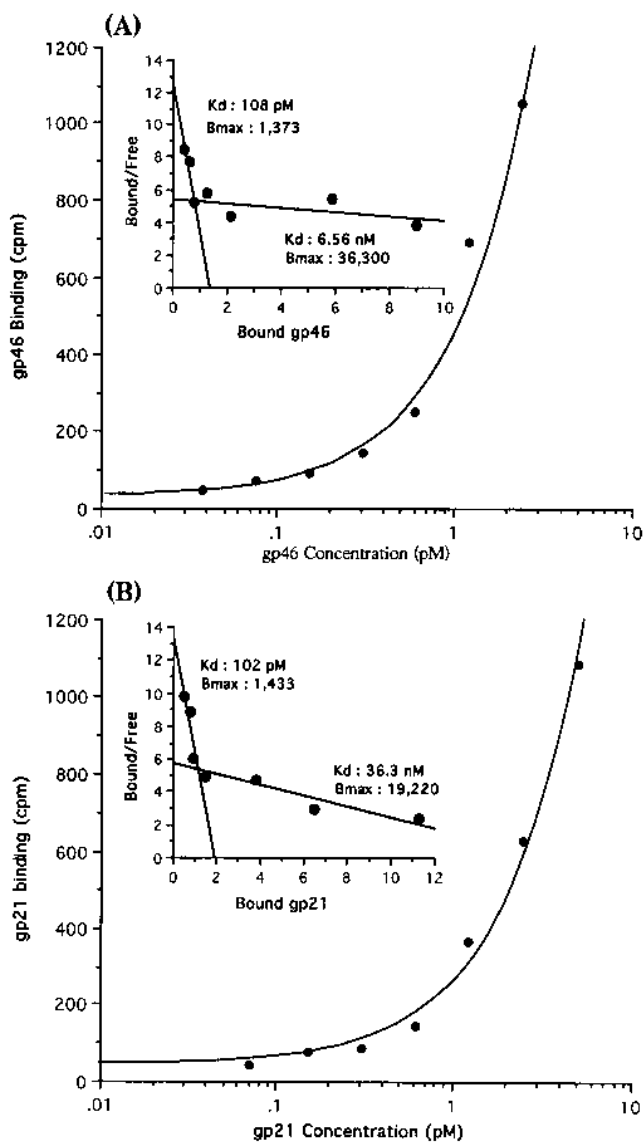 (A)
1200
1000
800
600
400
200
0
gp46 Binding (cpm)
14
12
10
8
6
4
2
0
Bound/Free
Kd : 108 pM
Bmax : 1,373
Kd : 6.56 nM
Bmax : 36,300
0 2 4 6 8 10
Bound gp46
.01 .1 1 10
gp46 Concentration (pM)
(B)
1200
1000
800
600
400
200
0
gp21 binding (cpm)
14
12
10
8
6
4
2
0
Bound/Free
Kd : 102 pM
Bmax : 1,433
Kd : 36.3 nM
Bmax : 19,220
0 2 4 6 8 10 12
Bound gp21
.01 .1 1 10
gp21 Concentration (pM)